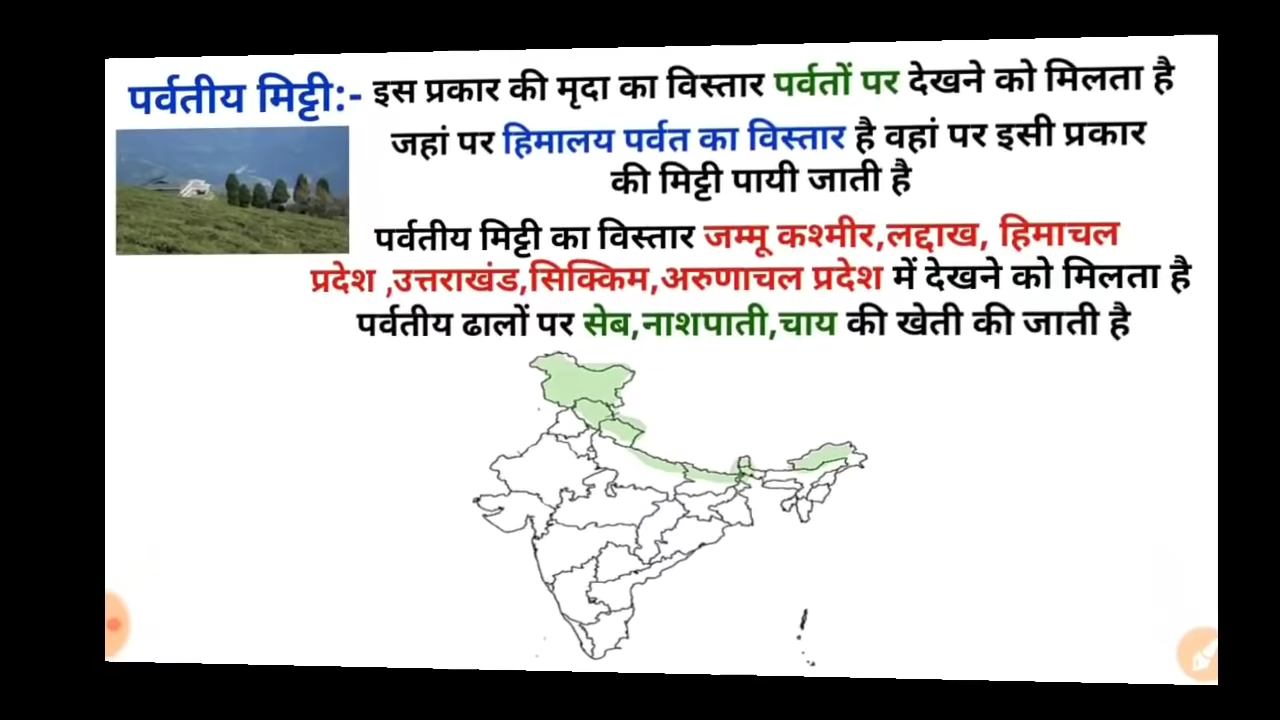 पर्वतीय मिट्टी:- इस प्रकार की मृदा का विस्तार पर्वतों पर देखने को मिलता है
जहां पर हिमालय पर्वत का विस्तार है वहां पर इसी प्रकार
की मिट्टी पायी जाती है
पर्वतीय मिट्टी का विस्तार जम्मू कश्मीर,लद्दाख, हिमाचल
प्रदेश ,उत्तराखंड,सिक्किम,अरुणाचल प्रदेश में देखने को मिलता है
पर्वतीय ढालों पर सेब,नाशपाती,चाय की खेती की जाती है